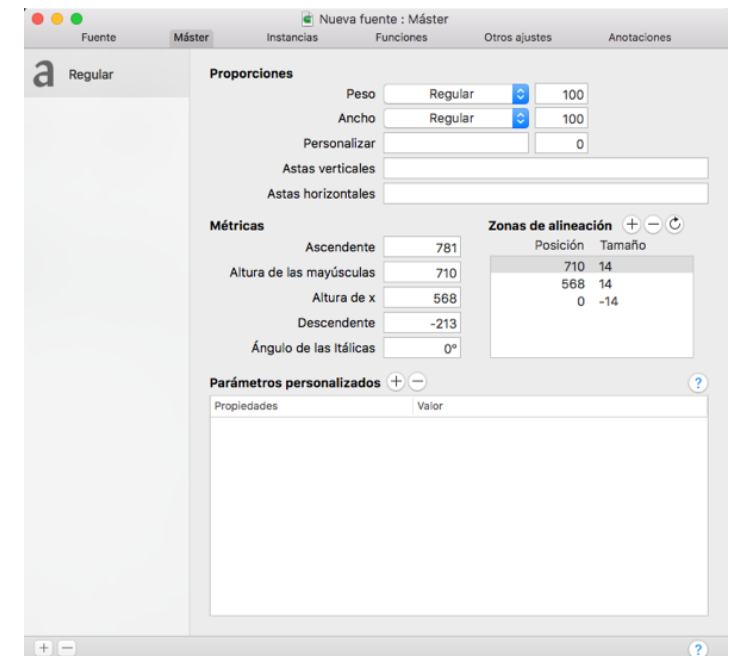 Nueva fuente : Máster
Fuente Máster Instancias Funciones Otros ajustes Anotaciones
a Regular
Proporciones
Peso Regular 100
Ancho Regular 100
Personalizar 0
Astas verticales
Astas horizontales
Métricas
Ascendente 781
Altura de las mayúsculas 710
Altura de x 568
Descendente -213
Ángulo de las Itálicas 0°
Zonas de alineación + − 
Posición Tamaño
710 14
568 14
0 -14
Parámetros personalizados + − ?
Propiedades Valor
+ − ?